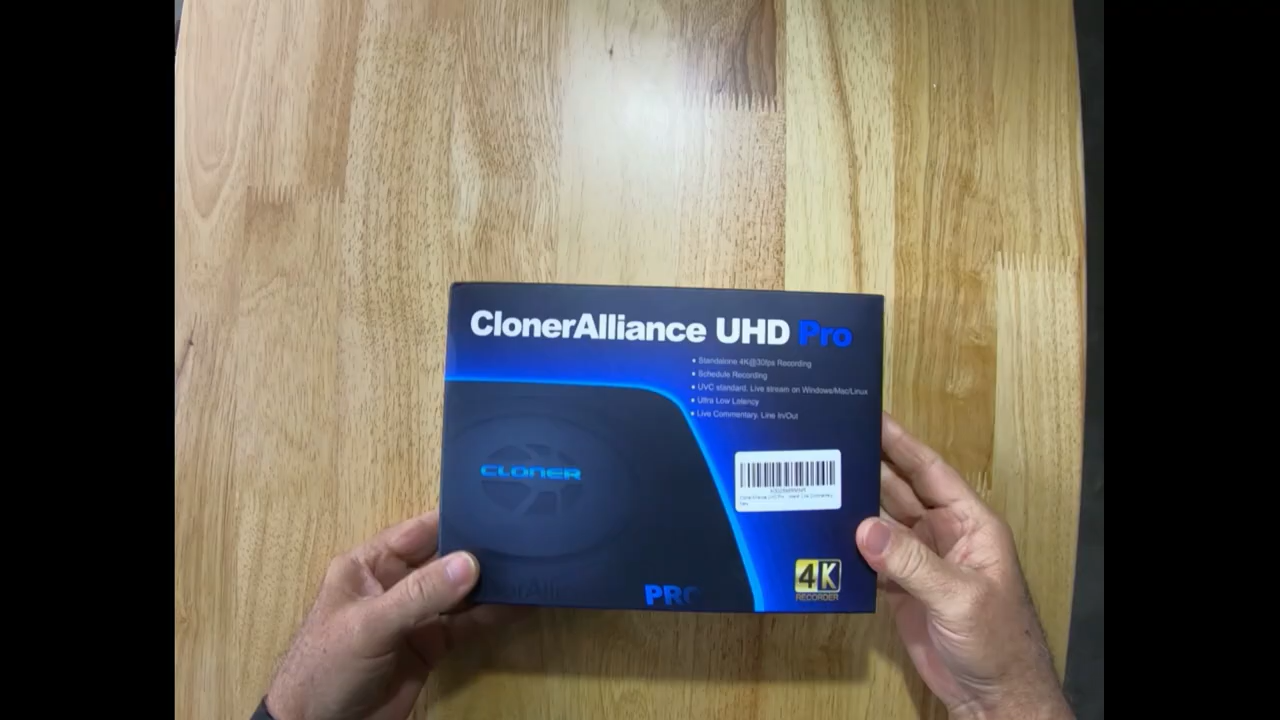 ClonerAlliance UHD Pro
• Standalone 4K@30fps Recording
• Schedule Recording
• UVC standard. Live stream on Windows/Mac/Linux
• Ultra Low Latency
• Live Commentary. Line In/Out
CLONER
PRO
4K
RECORDER